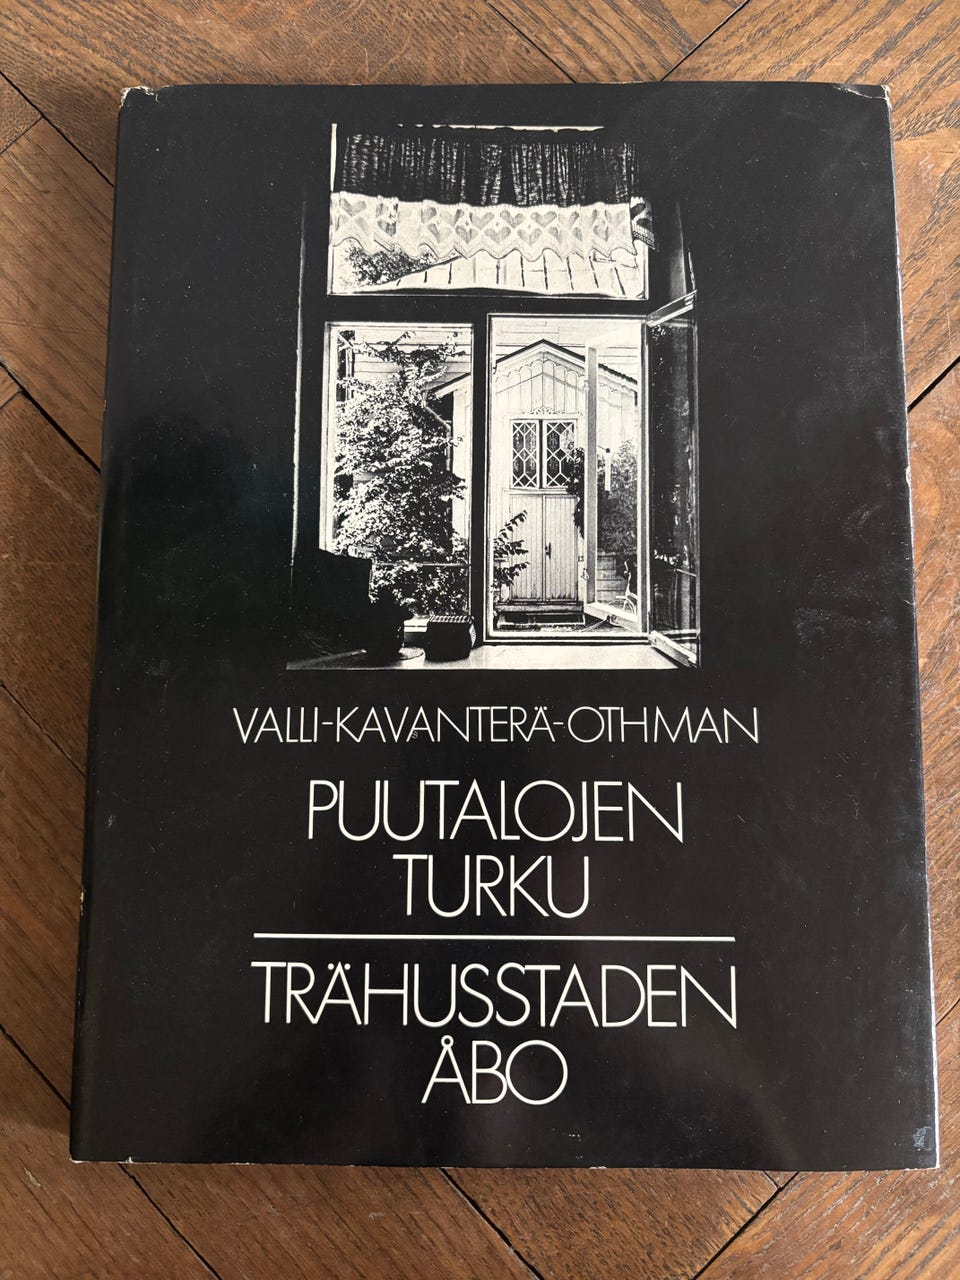 VALLI-KAVANTERÄ-OTHMAN
PUUTALOJEN
TURKU
TRÄHUSSTADEN
ÅBO